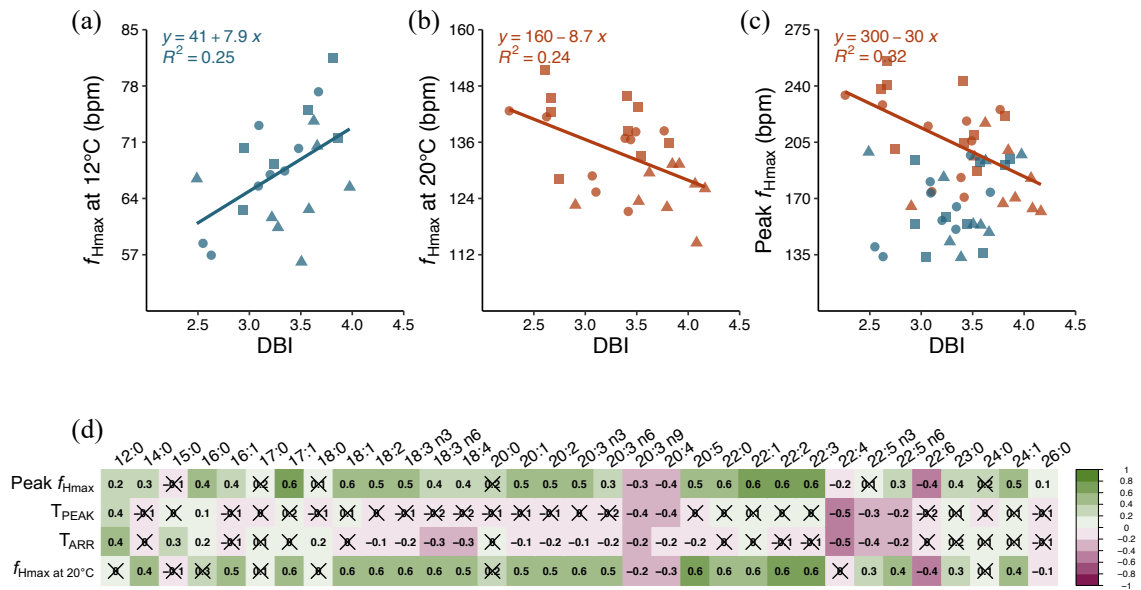 (a)
85
78
71
64
57
y = 41 + 7.9 x
R² = 0.25
fHmax at 12°C (bpm)
2.5 3.0 3.5 4.0 4.5
DBI
(b)
160
148
136
124
112
y = 160 − 8.7 x
R² = 0.24
fHmax at 20°C (bpm)
2.5 3.0 3.5 4.0 4.5
DBI
(c)
275
240
205
170
135
y = 300 − 30 x
R² = 0.32
Peak fHmax (bpm)
2.5 3.0 3.5 4.0 4.5
DBI
(d)
12:0 14:0 15:0 16:0 16:1 17:0 17:1 18:0 18:1 18:2 18:3 n3 18:3 n6 18:4 20:0 20:1 20:2 20:3 n3 20:3 n6 20:3 n9 20:4 20:5 22:0 22:1 22:2 22:3 22:4 22:5 n3 22:5 n6 22:6 23:0 24:0 24:1 26:0
Peak fHmax 0.2 0.3 0.4 0.4 0.6 0.6 0.5 0.5 0.4 0.4 0.5 0.5 0.5 0.3 −0.3 −0.4 0.4 0.5 0.6 0.6 0.6 −0.2 0.3 −0.4 0.4 0.5 0.1
TPEAK 0.4 0.1 −0.4 −0.4 −0.5 −0.4 −0.2
TARR 0.4 0.3 0.2 0.2 −0.1 −0.2 −0.3 −0.3 −0.1 −0.2 −0.1 −0.2 −0.4 −0.2 −0.2 −0.5 −0.4 −0.2
fHmax at 20°C 0.4 0.5 0.6 0.6 0.6 0.6 0.6 0.6 0.6 0.5 0.5 0.3 −0.2 −0.3 0.6 0.5 0.6 0.6 0.6 0.3 0.4 −0.4 0.3 0.4 −0.1
1
0.8
0.6
0.4
0.2
0
−0.2
−0.4
−0.6
−0.8
−1